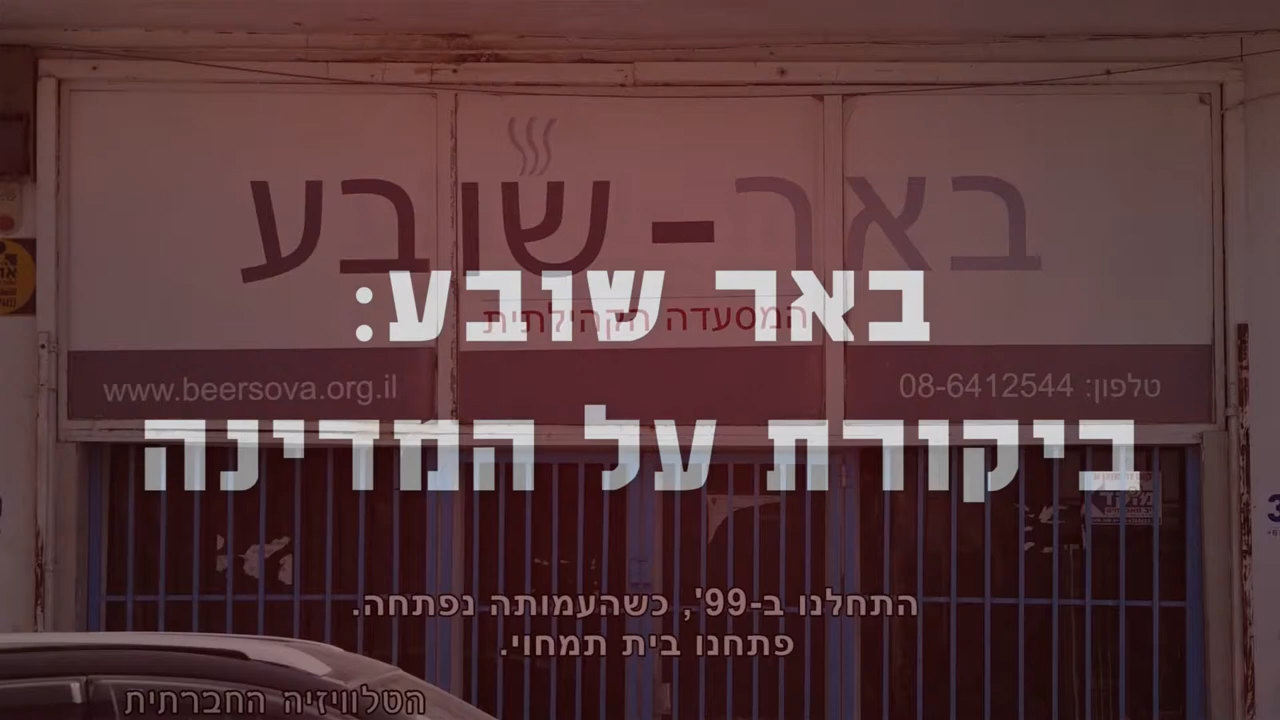 באר-שובע
המסעדה הקהילתית
טלפון: 08-6412544
www.beersova.org.il
באר שובע:
ביקורת על המדינה
התחלנו ב-99', כשהעמותה נפתחה.
פתחנו בית תמחוי.
הטלוויזיה החברתית